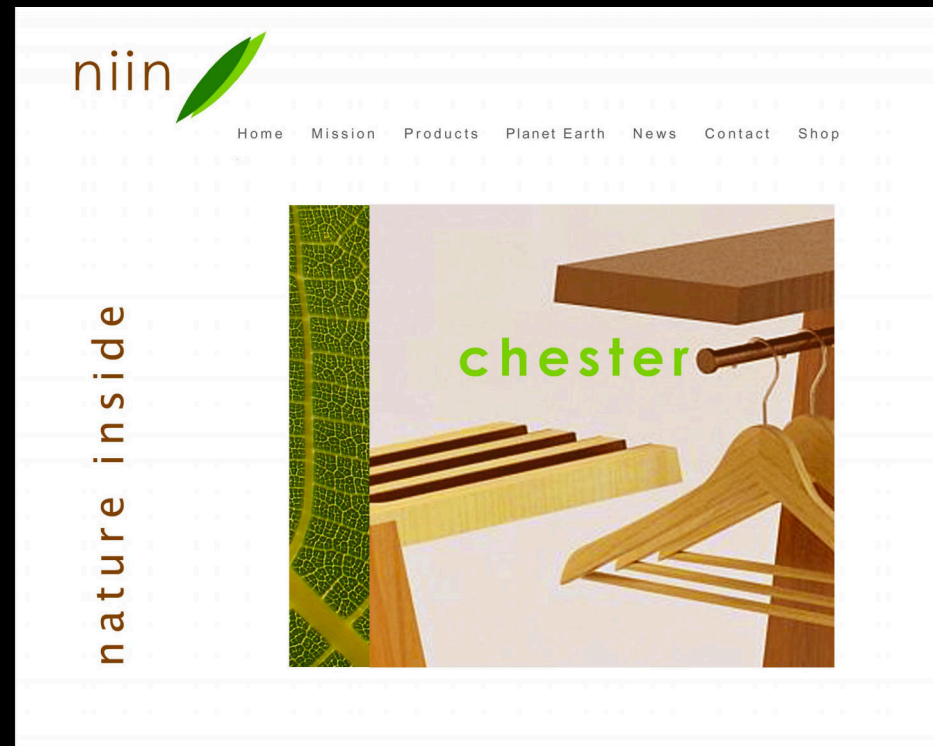 niin
Home Mission Products Planet Earth News Contact Shop
chester
nature inside